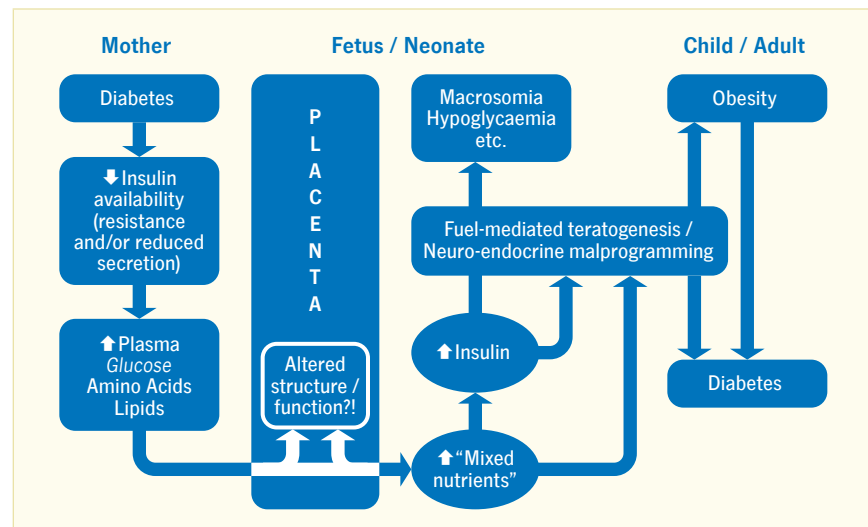 Mother
Fetus / Neonate
Child / Adult
Diabetes
Insulin
availability
(resistance
and/or reduced
secretion)
Plasma
Glucose
Amino Acids
Lipids
P
L
A
C
E
N
T
A
Altered
structure /
function?!
Macrosomia
Hypoglycaemia
etc.
Fuel-mediated teratogenesis /
Neuro-endocrine malprogramming
Insulin
"Mixed
nutrients"
Obesity
Diabetes